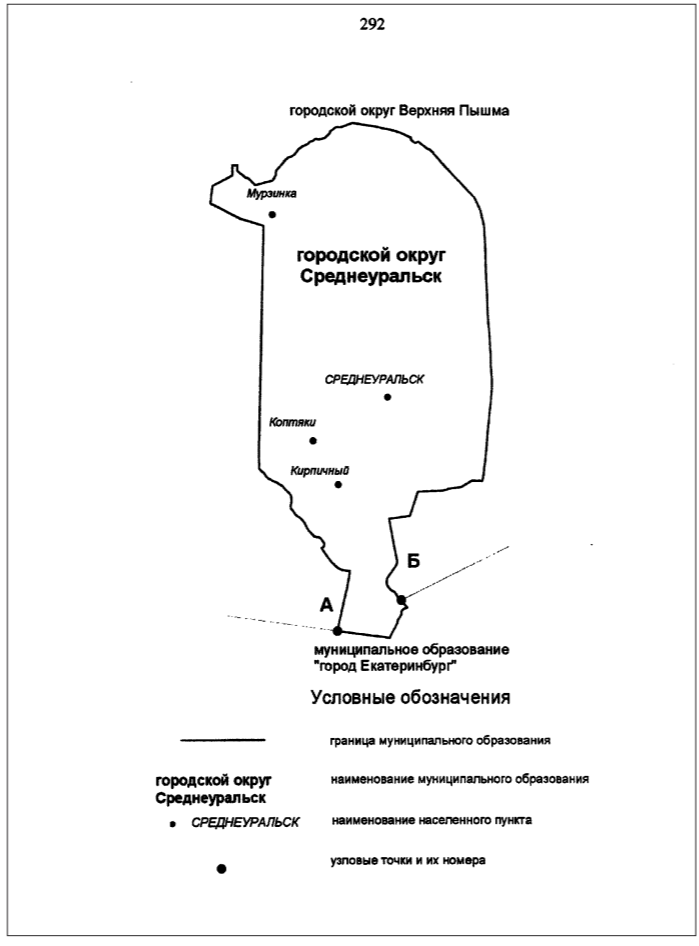 292
городской округ Верхняя Пышма
Мурзинка
городской округ
Среднеуральск
СРЕДНЕУРАЛЬСК
Коптяки
Кирпичный
Б
А
муниципальное образование
"город Екатеринбург"
Условные обозначения
граница муниципального образования
городской округ
Среднеуральск
наименование муниципального образования
СРЕДНЕУРАЛЬСК
наименование населенного пункта
узловые точки и их номера